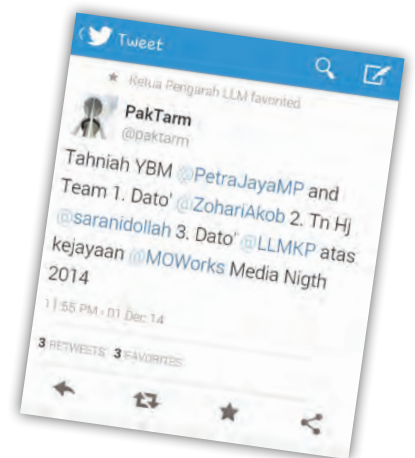 Tweet
Ketua Pengarah LLM favorited
PakTarm
@paktarm
Tahniah YBM @PetraJayaMP and
Team 1. Dato' @ZohariAkob 2. Tn Hj
@saranidollah 3. Dato' @LLMKP atas
kejayaan @MOWorks Media Nigth
2014
11:55 PM · 01 Dec 14
3 RETWEETS 3 FAVORITES